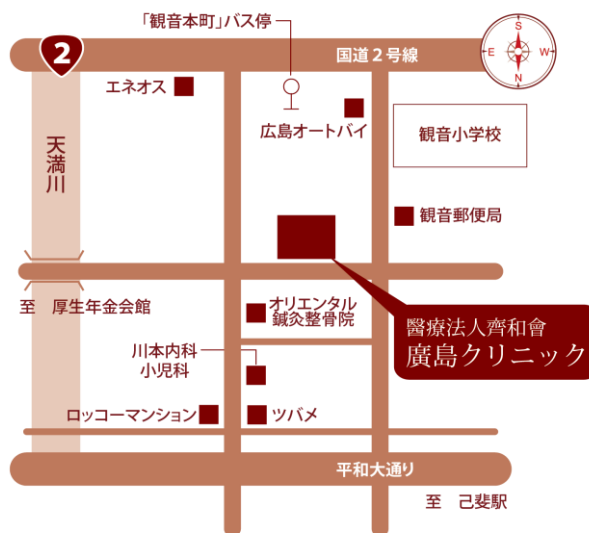 「観音本町」バス停
2
国道2号線
S
E
W
N
エネオス
広島オートバイ
観音小学校
天満川
観音郵便局
至 厚生年金会館
オリエンタル
鍼灸整骨院
醫療法人齊和會
廣島クリニック
川本内科
小児科
ロッコーマンション
ツバメ
平和大通り
至 己斐駅